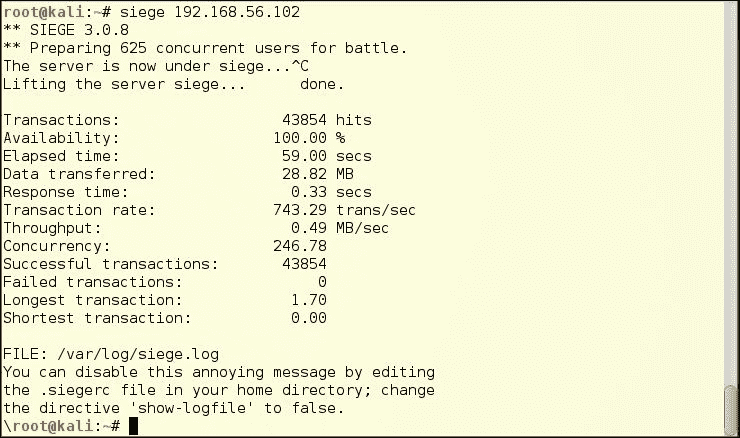 root@kali:~# siege 192.168.56.102
** SIEGE 3.0.8
** Preparing 625 concurrent users for battle.
The server is now under siege...^C
Lifting the server siege...      done.

Transactions:                  43854 hits
Availability:                 100.00 %
Elapsed time:                  59.00 secs
Data transferred:              28.82 MB
Response time:                  0.33 secs
Transaction rate:             743.29 trans/sec
Throughput:                     0.49 MB/sec
Concurrency:                  246.78
Successful transactions:       43854
Failed transactions:               0
Longest transaction:            1.70
Shortest transaction:           0.00

FILE: /var/log/siege.log
You can disable this annoying message by editing
the .siegerc file in your home directory; change
the directive 'show-logfile' to false.
\root@kali:~#